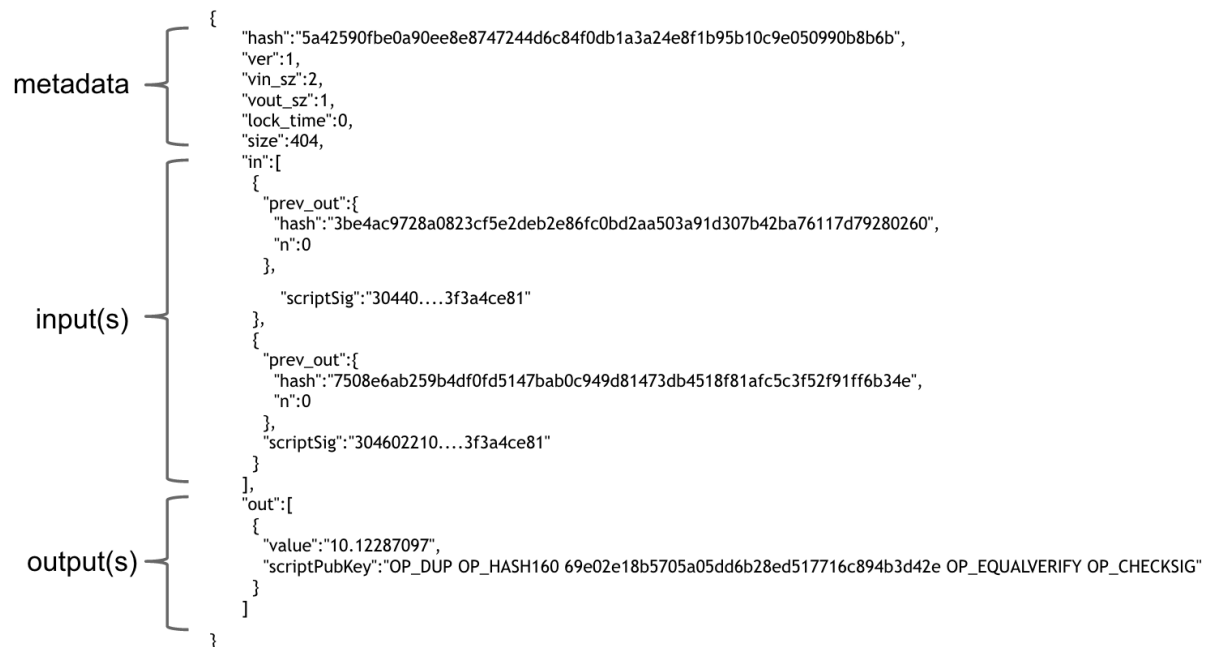 {
"hash":"5a42590fbe0a90ee8e8747244d6c84f0db1a3a24e8f1b95b10c9e050990b8b6b",
"ver":1,
metadata
"vin_sz":2,
"vout_sz":1,
"lock_time":0,
"size":404,
"in":[
{
"prev_out":{
"hash":"3be4ac9728a0823cf5e2deb2e86fc0bd2aa503a91d307b42ba76117d79280260",
"n":0
},
"scriptSig":"30440....3f3a4ce81"
input(s)
},
{
"prev_out":{
"hash":"7508e6ab259b4df0fd5147bab0c949d81473db4518f81afc5c3f52f91ff6b34e",
"n":0
},
"scriptSig":"304602210....3f3a4ce81"
}
],
"out":[
{
"value":"10.12287097",
output(s)
"scriptPubKey":"OP_DUP OP_HASH160 69e02e18b5705a05dd6b28ed517716c894b3d42e OP_EQUALVERIFY OP_CHECKSIG"
}
]
}